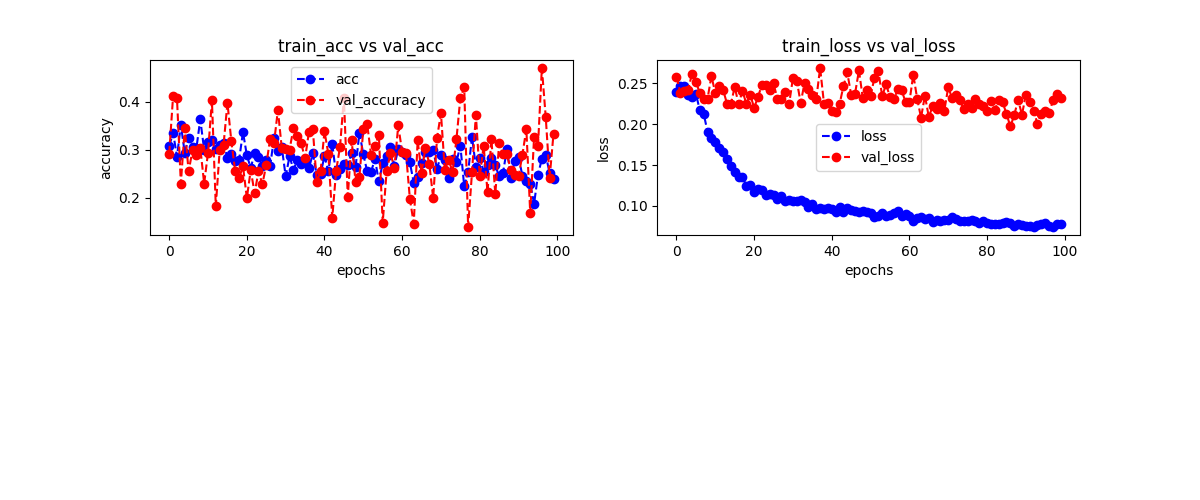 train_acc vs val_acc
acc
val_accuracy
accuracy
0.4
0.3
0.2
0 20 40 60 80 100
epochs
train_loss vs val_loss
loss
val_loss
loss
0.25
0.20
0.15
0.10
0 20 40 60 80 100
epochs